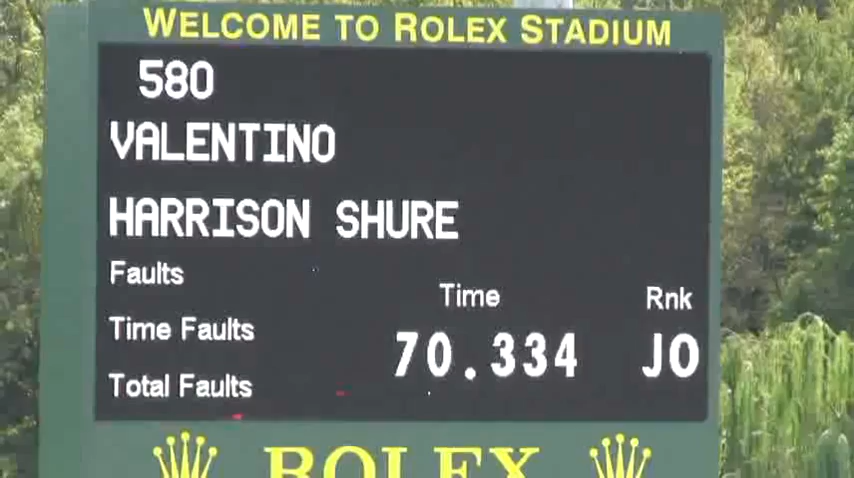 WELCOME TO ROLEX STADIUM
580
VALENTINO
HARRISON SHURE
Faults
Time Rnk
Time Faults
70.334 JO
Total Faults
ROLEX